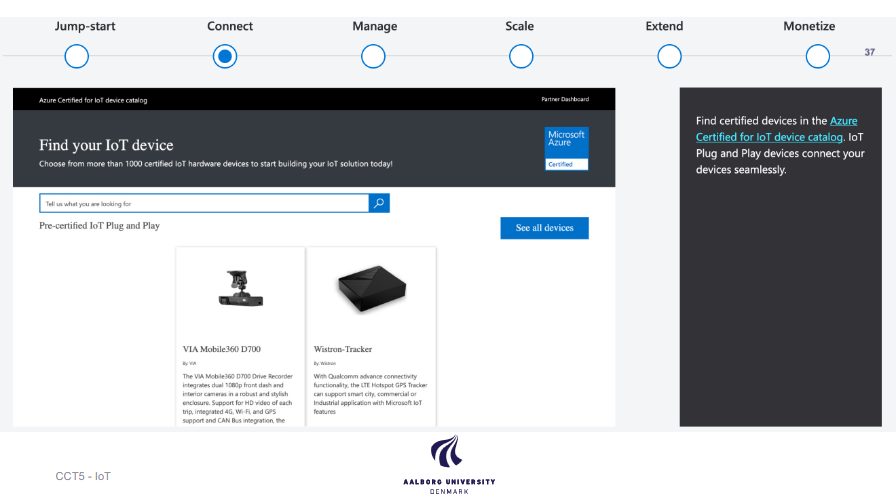 Jump-start Connect Manage Scale Extend Monetize
37
Azure Certified for IoT device catalog
Partner Dashboard
Find your IoT device
Choose from more than 1000 certified IoT hardware devices to start building your IoT solution today!
Microsoft
Azure
Certified
Tell us what you are looking for
Pre-certified IoT Plug and Play
See all devices
VIA Mobile360 D700
By: VIA
The VIA Mobile360 D700 Drive Recorder
integrates dual 1080p front dash and
interior cameras in a robust and stylish
enclosure. Support for HD video of each
trip, integrated 4G, Wi-Fi, and GPS
support and CAN Bus integration, the
Wistron-Tracker
By: Wistron
With Qualcomm advance connectivity
functionality, the LTE Hotspot GPS Tracker
can support smart city, commercial or
Industrial application with Microsoft IoT
features
Find certified devices in the Azure
Certified for IoT device catalog. IoT
Plug and Play devices connect your
devices seamlessly.
CCT5 - IoT
AALBORG UNIVERSITY
DENMARK